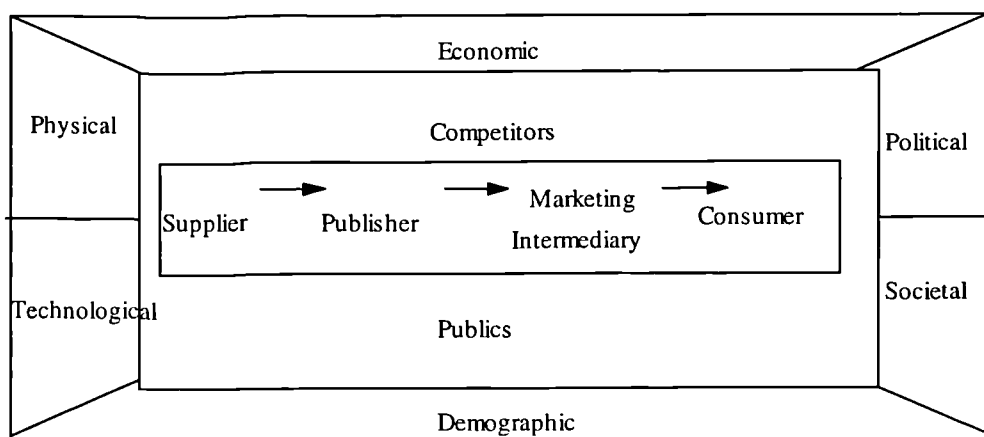 Economic
Physical
Competitors
Political
Supplier
Publisher
Marketing
Intermediary
Consumer
Technological
Publics
Societal
Demographic